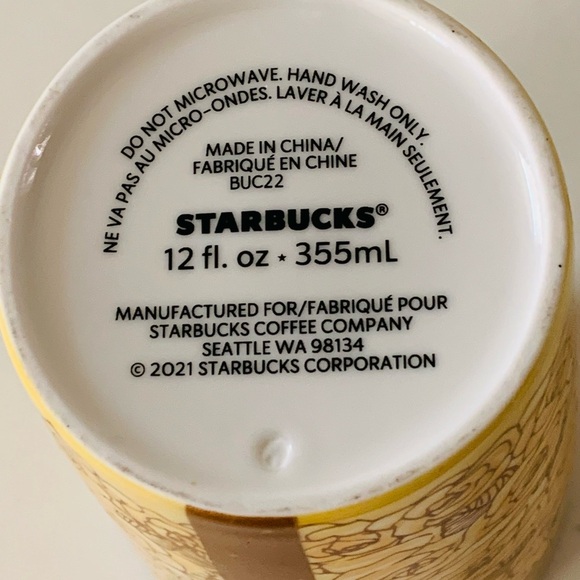 DO NOT MICROWAVE. HAND WASH ONLY.
NE VA PAS AU MICRO-ONDES. LAVER À LA MAIN SEULEMENT.
MADE IN CHINA/
FABRIQUÉ EN CHINE
BUC22
STARBUCKS®
12 fl. oz ⋆ 355mL
MANUFACTURED FOR/FABRIQUÉ POUR
STARBUCKS COFFEE COMPANY
SEATTLE WA 98134
© 2021 STARBUCKS CORPORATION